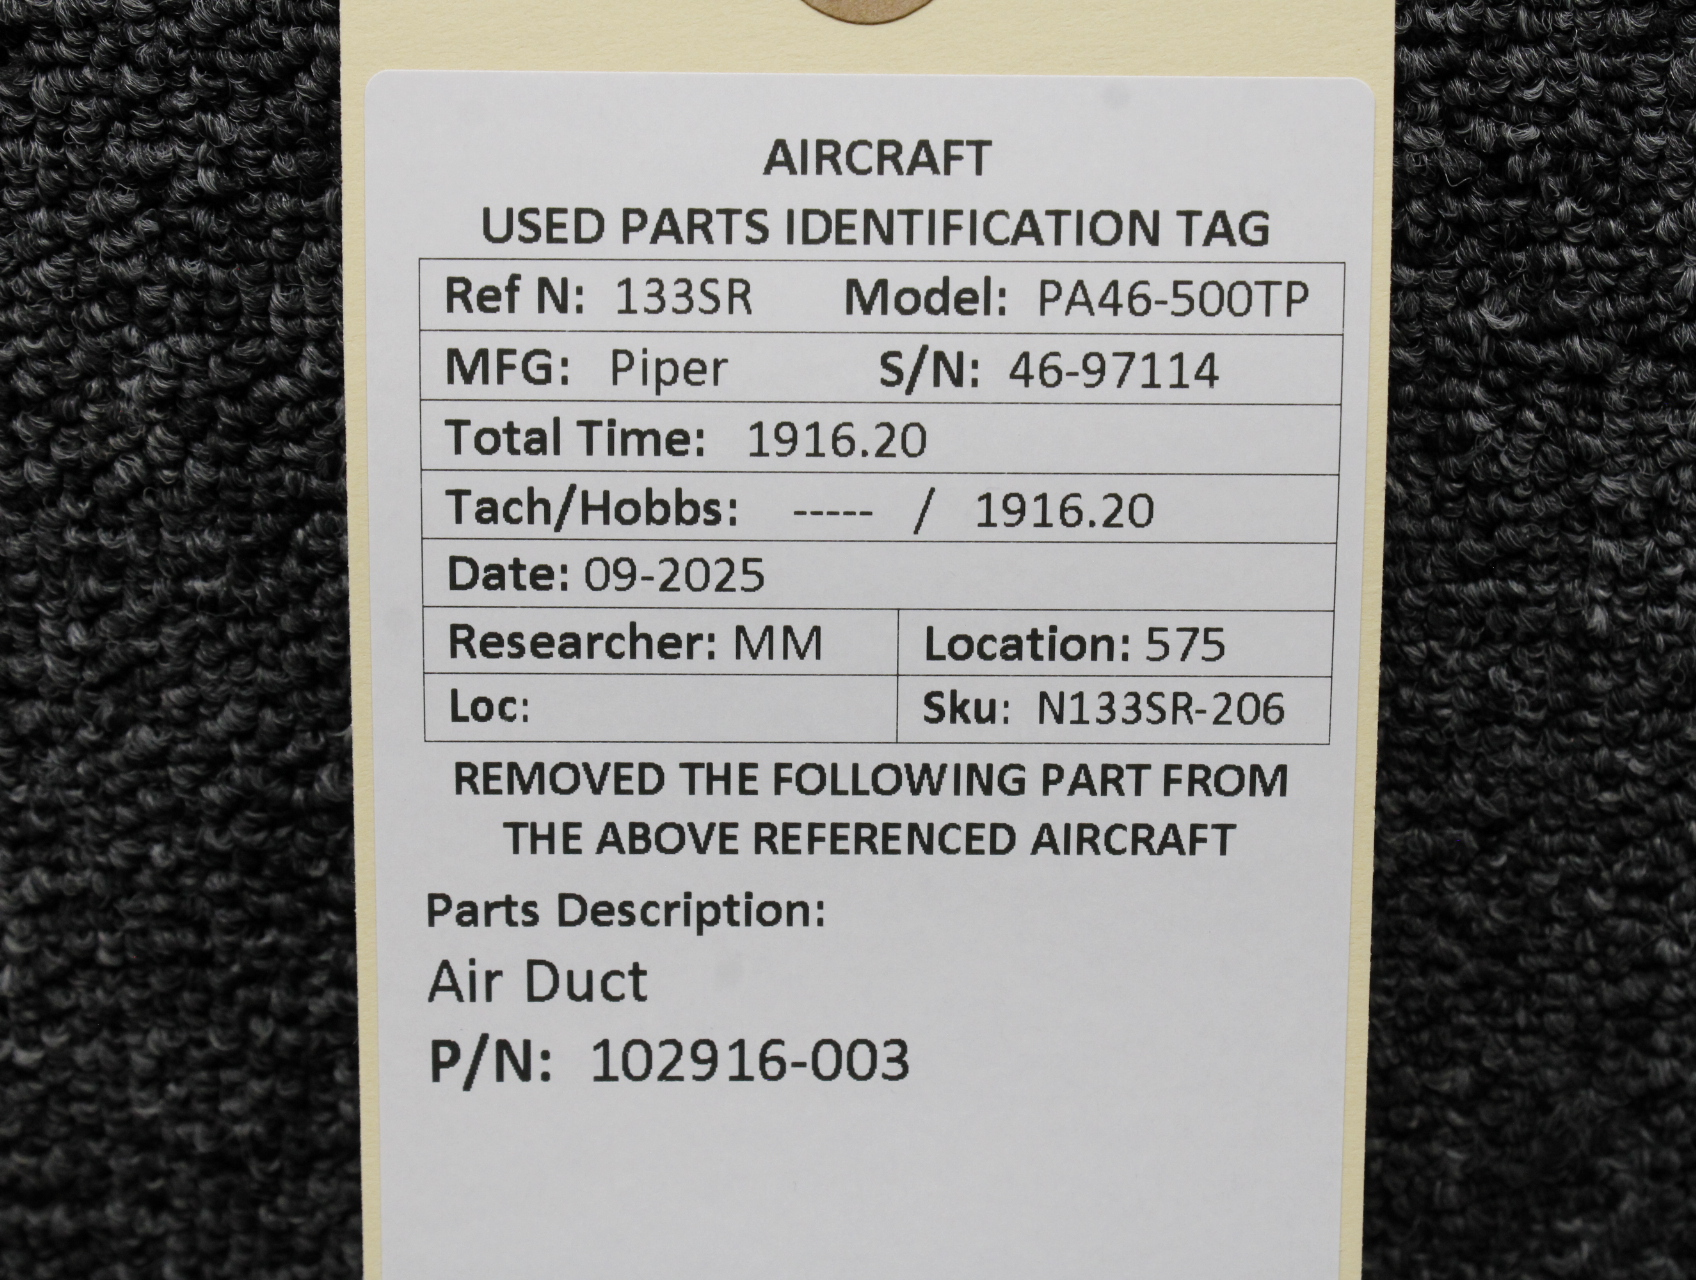 AIRCRAFT
USED PARTS IDENTIFICATION TAG
Ref N: 133SR Model: PA46-500TP
MFG: Piper S/N: 46-97114
Total Time: 1916.20
Tach/Hobbs: ----- / 1916.20
Date: 09-2025
Researcher: MM Location: 575
Loc: Sku: N133SR-206
REMOVED THE FOLLOWING PART FROM
THE ABOVE REFERENCED AIRCRAFT
Parts Description:
Air Duct
P/N: 102916-003